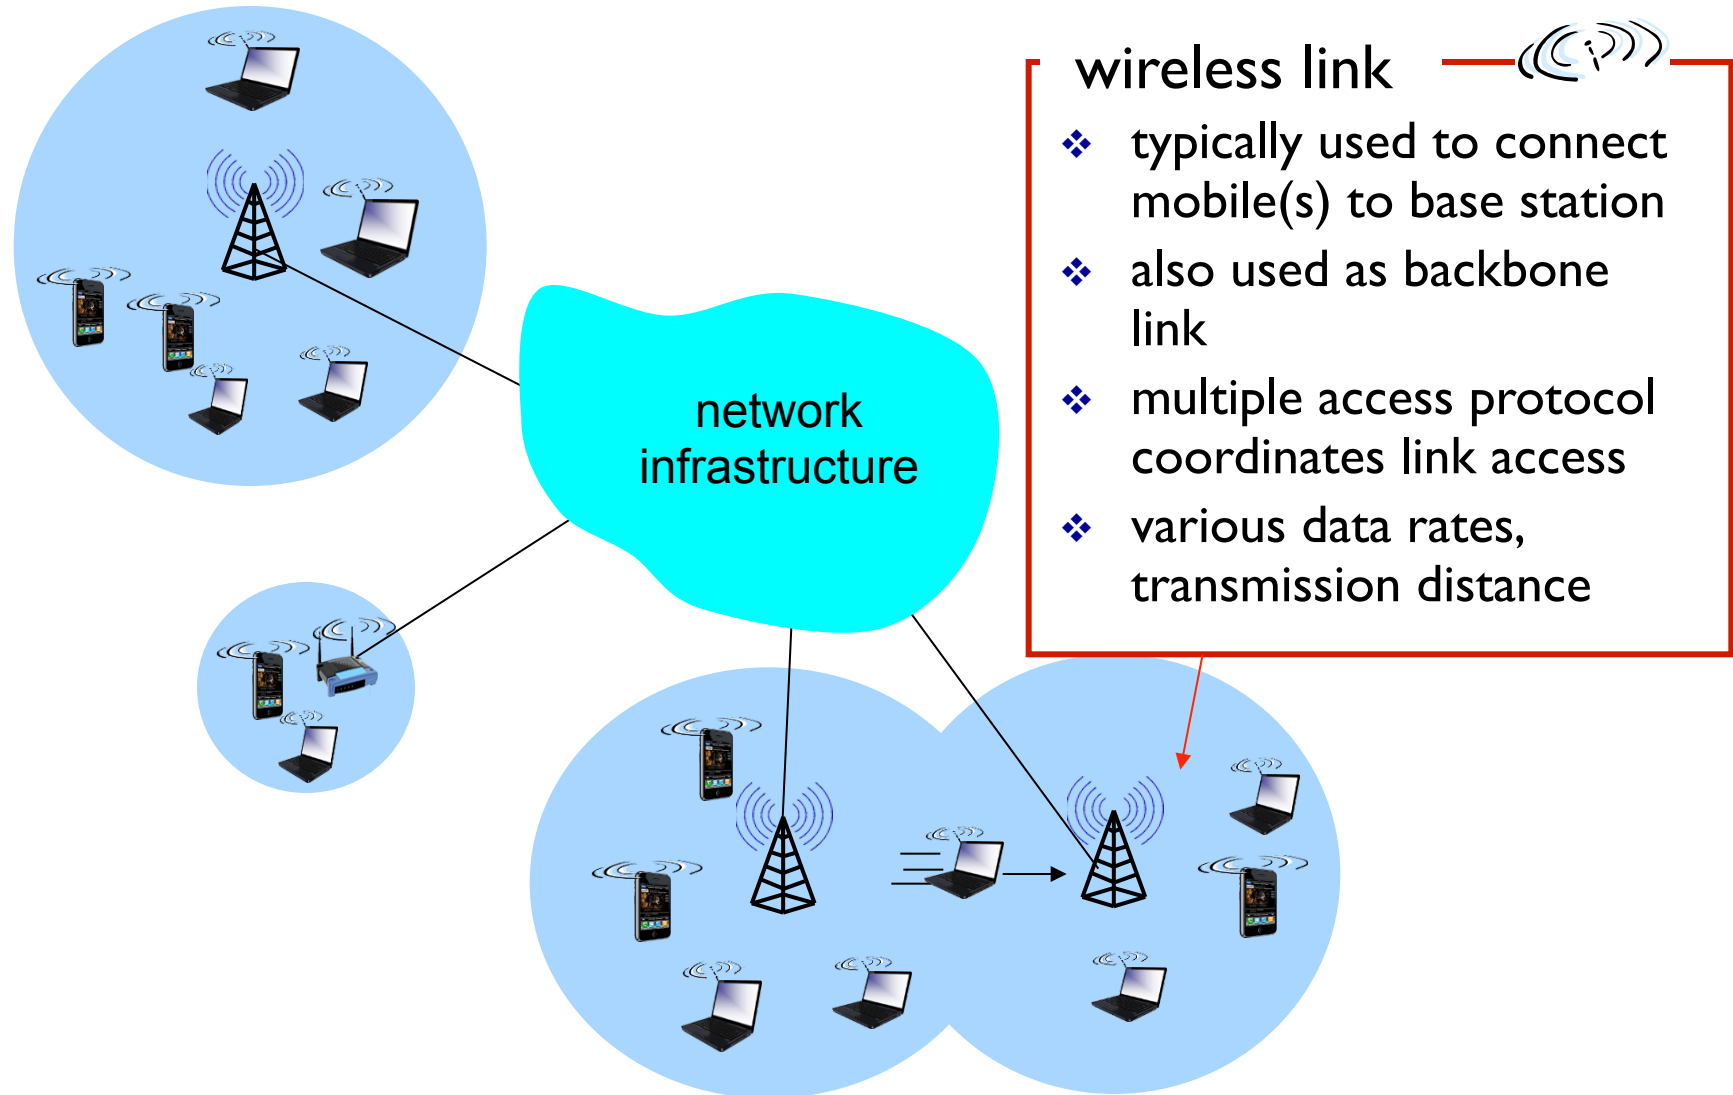 wireless link
❖ typically used to connect
mobile(s) to base station
❖ also used as backbone
link
❖ multiple access protocol
coordinates link access
❖ various data rates,
transmission distance
network
infrastructure